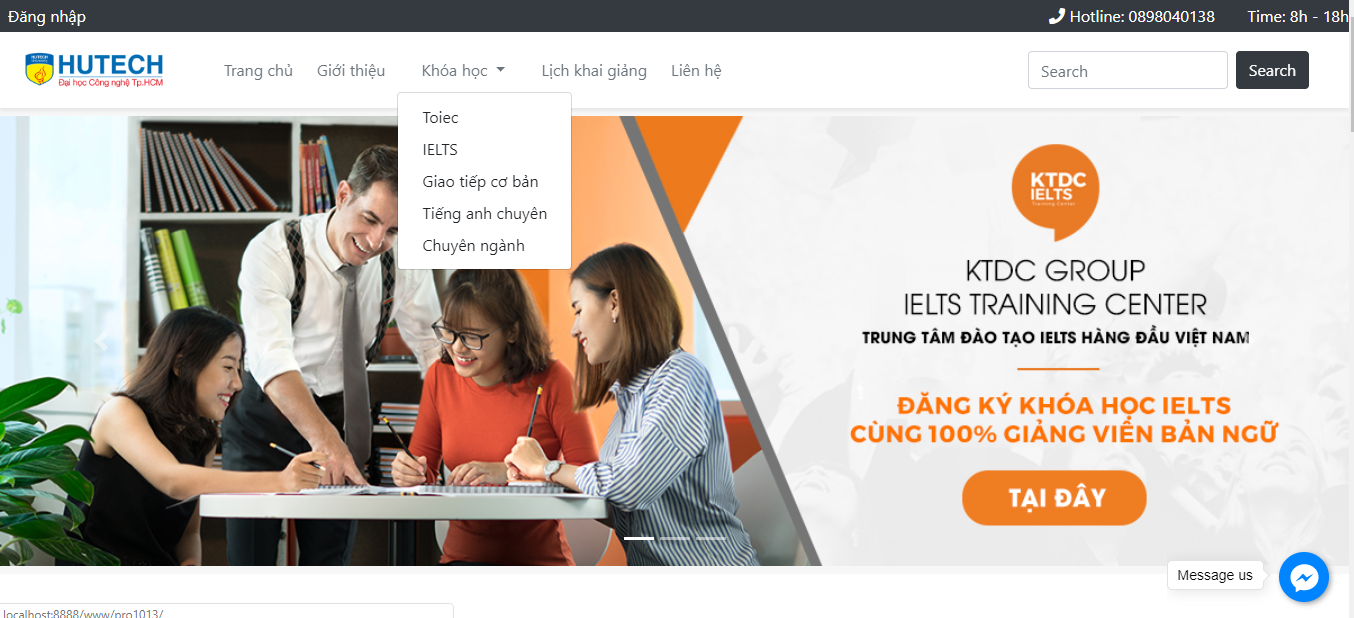 Đăng nhập
Hotline: 0898040138 Time: 8h - 18h
HUTECH
Đại học Công nghệ Tp.HCM
Trang chủ Giới thiệu Khóa học Lịch khai giảng Liên hệ
Search Search
Toiec
IELTS
Giao tiếp cơ bản
Tiếng anh chuyên
Chuyên ngành
KTDC
IELTS
Training Center
KTDC GROUP
IELTS TRAINING CENTER
TRUNG TÂM ĐÀO TẠO IELTS HÀNG ĐẦU VIỆT NAM
ĐĂNG KÝ KHÓA HỌC IELTS
CÙNG 100% GIẢNG VIÊN BẢN NGỮ
TẠI ĐÂY
Message us
localhost:8888/www/pro1013/